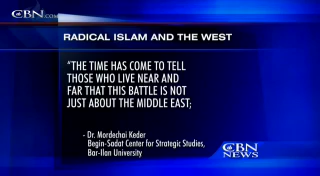 CBN.COM
RADICAL ISLAM AND THE WEST
"THE TIME HAS COME TO TELL
THOSE WHO LIVE NEAR AND
FAR THAT THIS BATTLE IS NOT
JUST ABOUT THE MIDDLE EAST;
- Dr. Mordechai Keder
Begin-Sadat Center for Strategic Studies,
Bar-Ilan University
CBN
NEWS